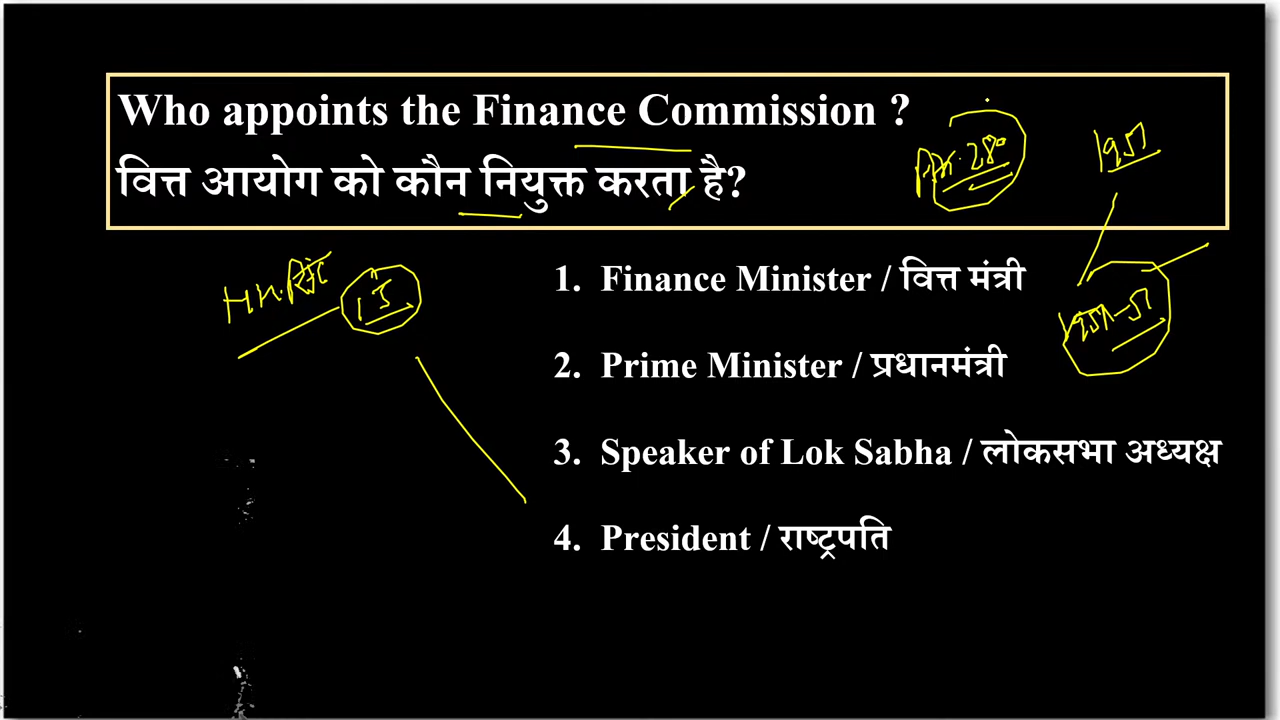 Who appoints the Finance Commission ?
वित्त आयोग को कौन नियुक्त करता है?
1951
1. Finance Minister / वित्त मंत्री
15
2. Prime Minister / प्रधानमंत्री
3. Speaker of Lok Sabha / लोकसभा अध्यक्ष
4. President / राष्ट्रपति